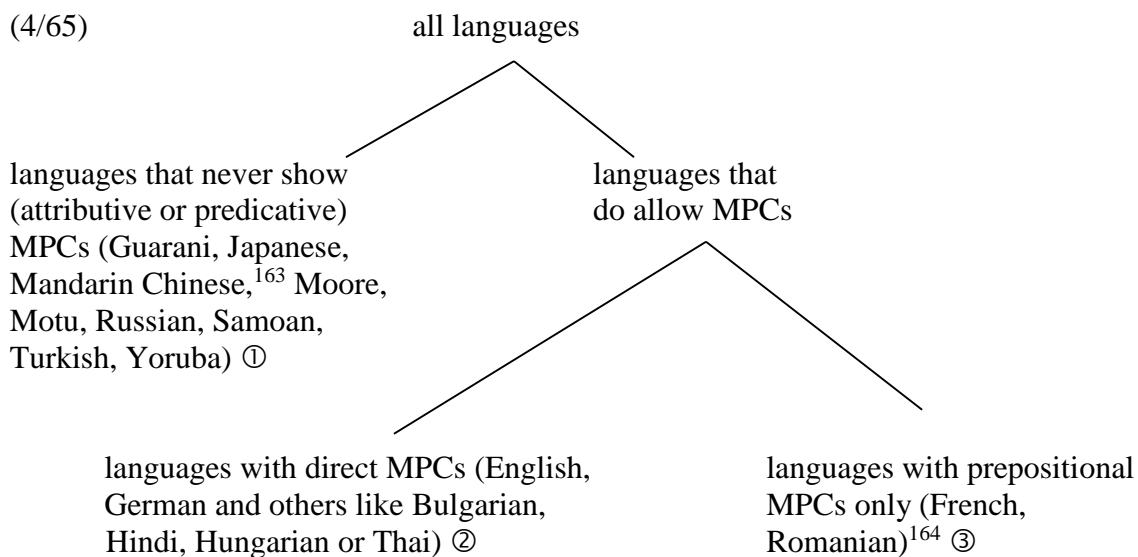 (4/65) all languages
languages that never show
(attributive or predicative)
MPCs (Guarani, Japanese,
Mandarin Chinese,¹⁶³ Moore,
Motu, Russian, Samoan,
Turkish, Yoruba) ①
languages that
do allow MPCs
languages with direct MPCs (English,
German and others like Bulgarian,
Hindi, Hungarian or Thai) ②
languages with prepositional
MPCs only (French,
Romanian)¹⁶⁴ ③